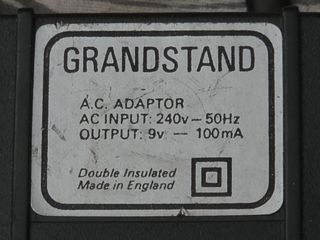 GRANDSTAND
A.C. ADAPTOR
AC INPUT: 240v – 50Hz
OUTPUT: 9v — 100mA
Double Insulated
Made in England